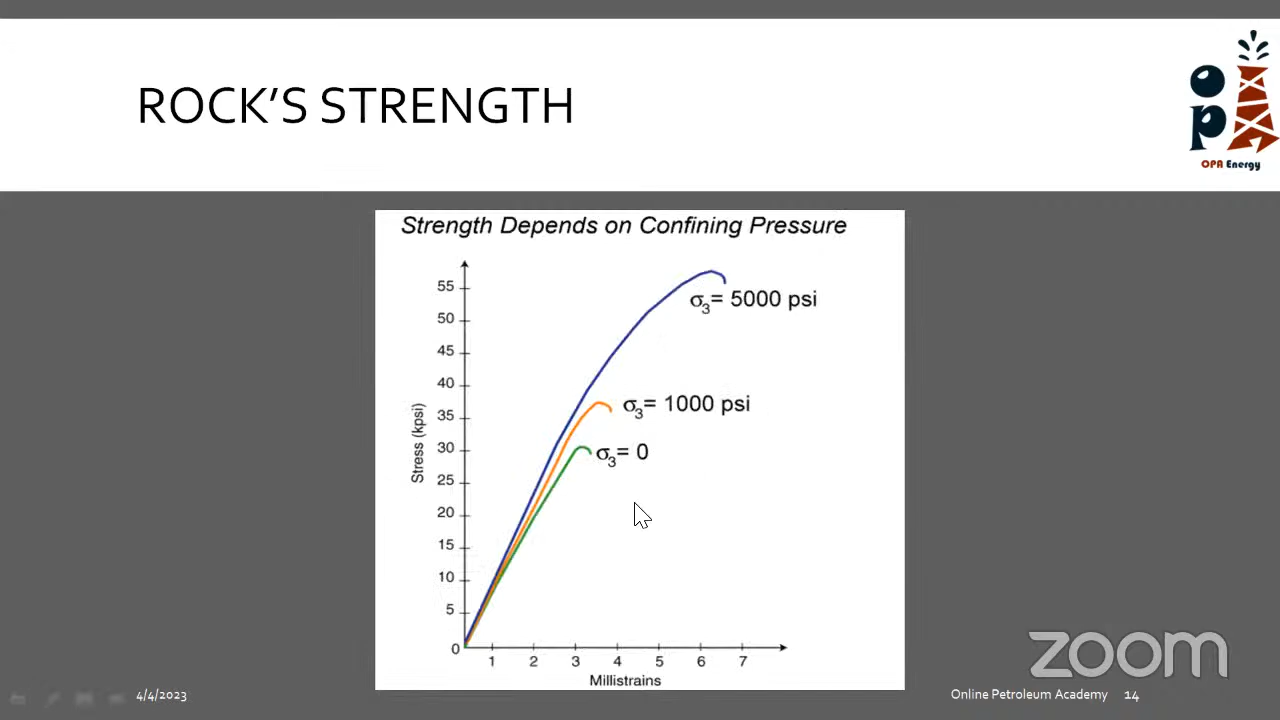 ROCK'S STRENGTH
OPA Energy
Strength Depends on Confining Pressure
55
50
45
40
35
30
25
20
15
10
5
0
Stress (kpsi)
σ3= 5000 psi
σ3= 1000 psi
σ3= 0
1 2 3 4 5 6 7
Millistrains
zoom
4/4/2023
Online Petroleum Academy 14